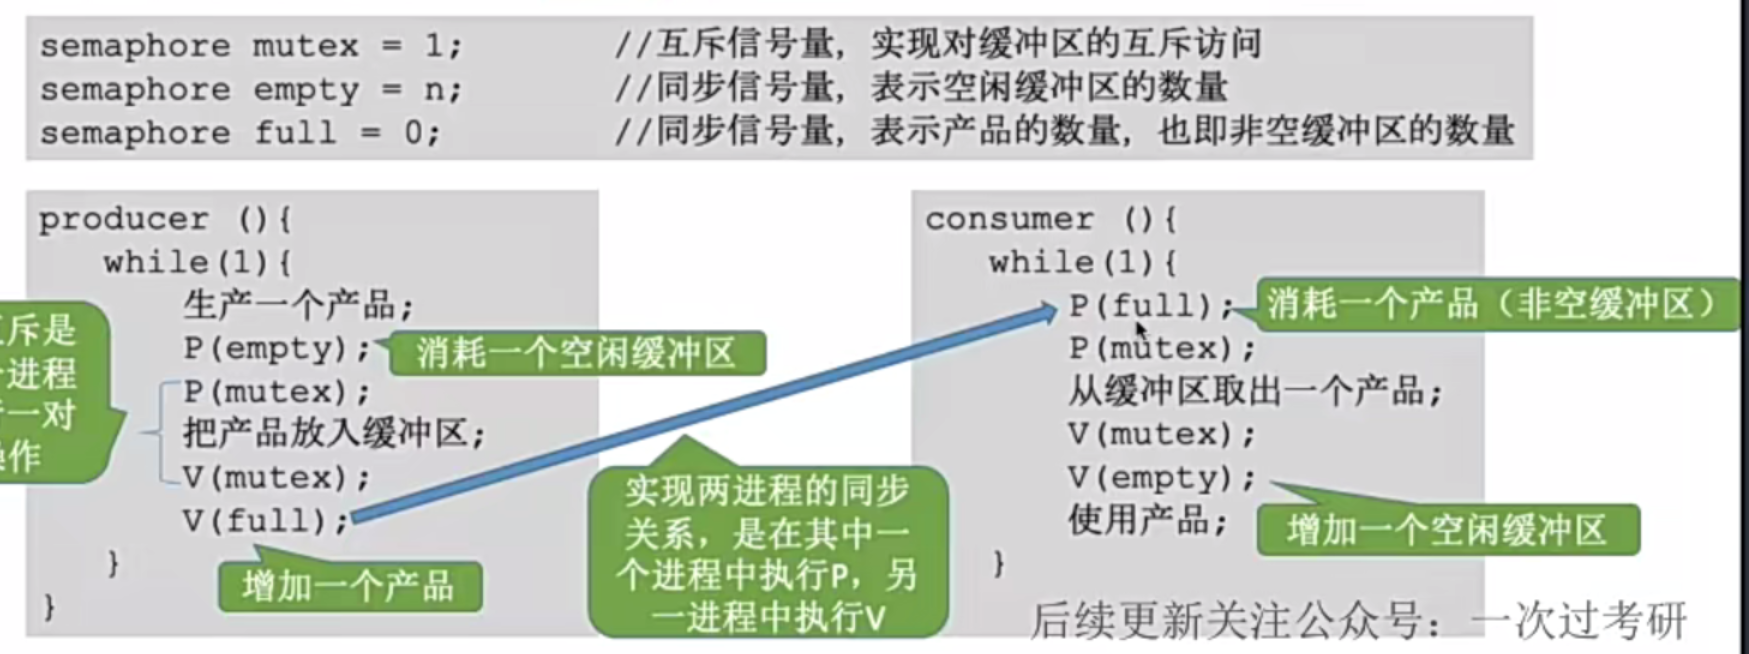 semaphore mutex = 1; //互斥信号量，实现对缓冲区的互斥访问
semaphore empty = n; //同步信号量，表示空闲缓冲区的数量
semaphore full = 0; //同步信号量，表示产品的数量，也即非空缓冲区的数量
producer (){
while(1){
生产一个产品;
P(empty);
消耗一个空闲缓冲区
P(mutex);
把产品放入缓冲区;
V(mutex);
V(full);
增加一个产品
}
}
斥是
进程
一对
操作
实现两进程的同步
关系，是在其中一
个进程中执行P，另
一进程中执行V
consumer (){
while(1){
P(full);
消耗一个产品（非空缓冲区）
P(mutex);
从缓冲区取出一个产品;
V(mutex);
V(empty);
增加一个空闲缓冲区
使用产品;
}
后续更新关注公众号：一次过考研